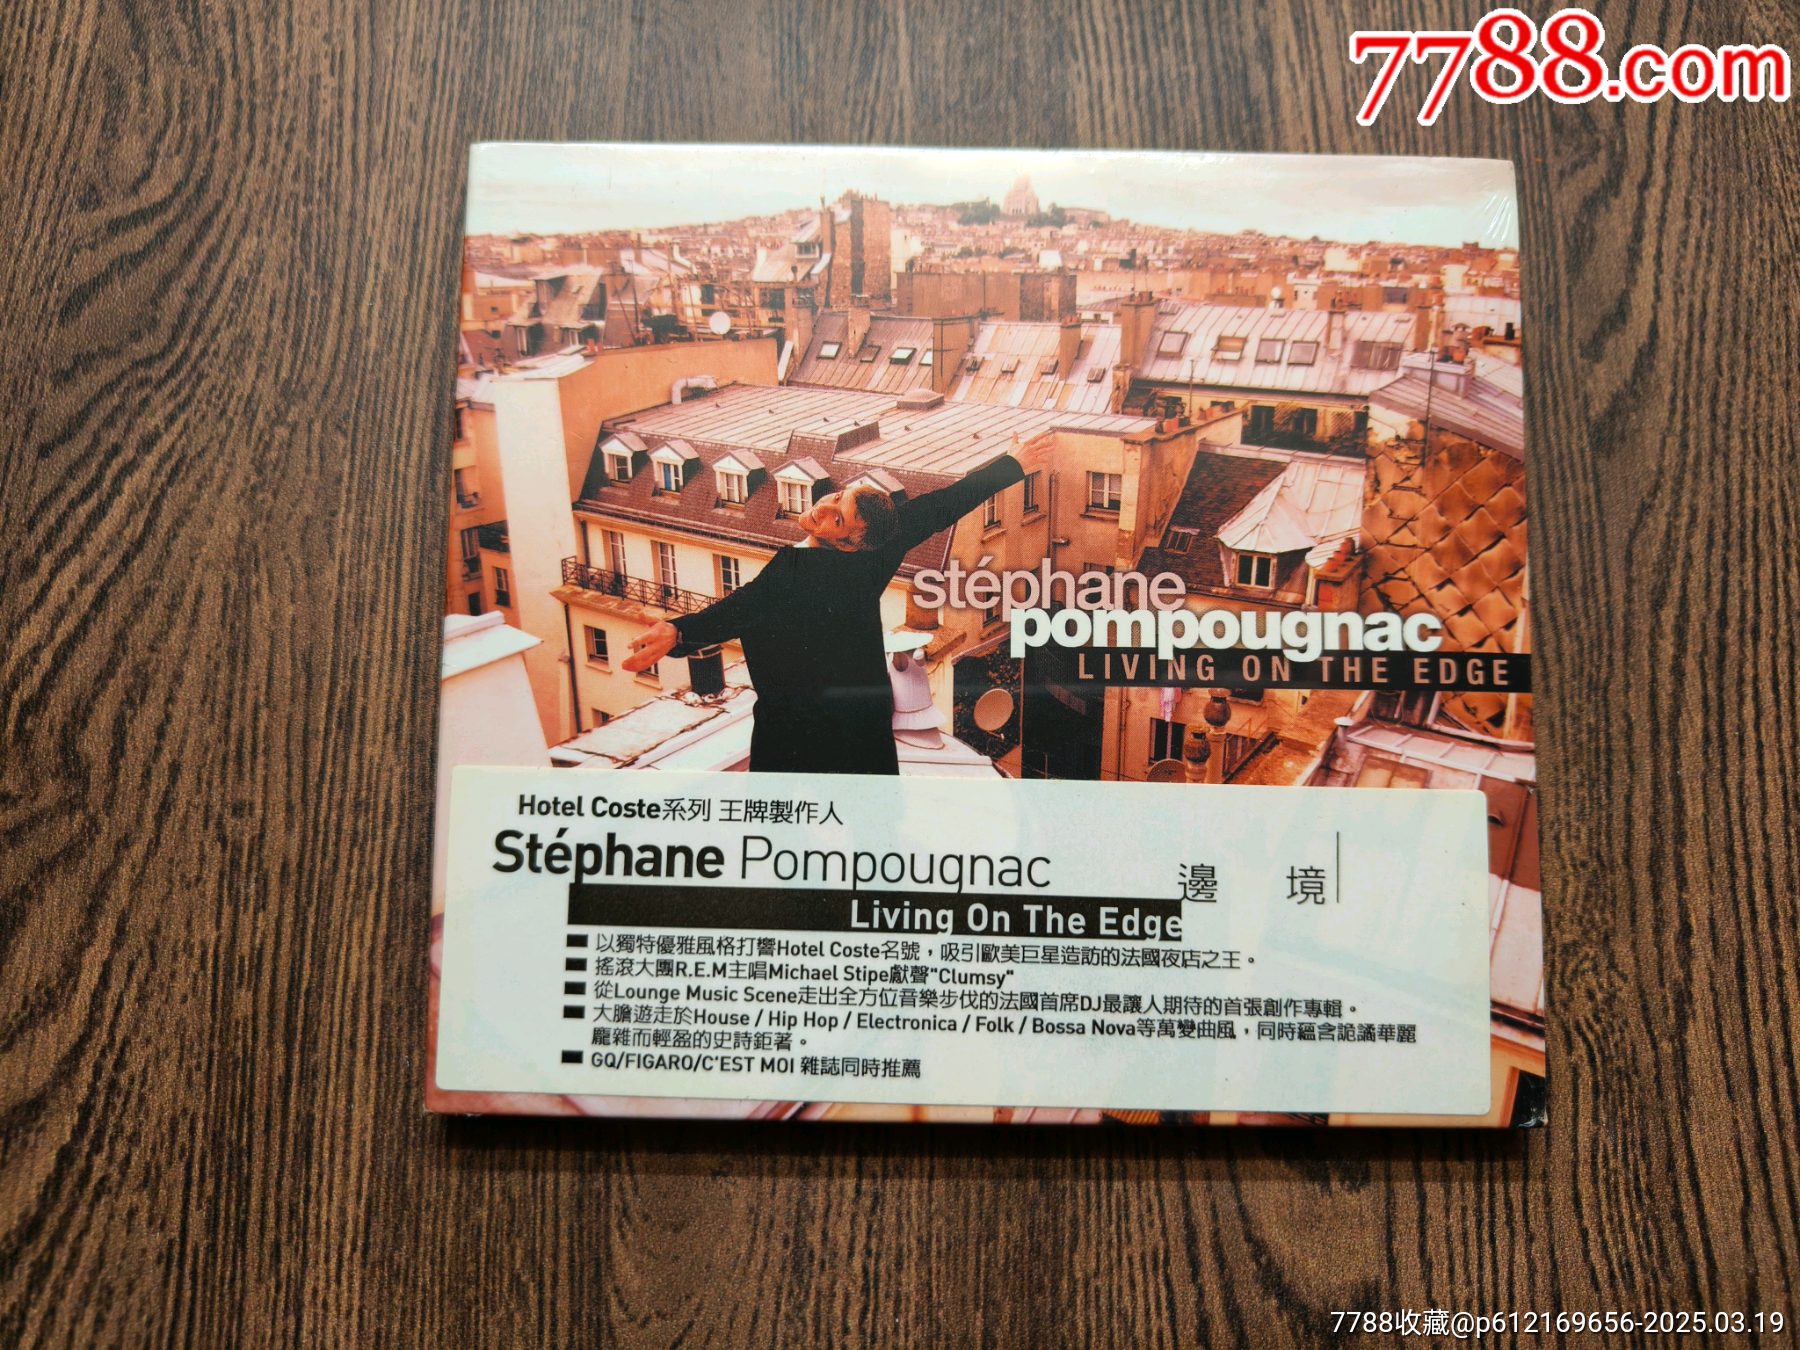 7788.com
stéphane
pompougnac
LIVING ON THE EDGE
Hotel Coste系列 王牌製作人
Stéphane Pompougnac
邊 境
Living On The Edge
以獨特優雅風格打響Hotel Coste名號，吸引歐美巨星造訪的法國夜店之王。
搖滾大團R.E.M主唱Michael Stipe獻聲"Clumsy"
從Lounge Music Scene走出全方位音樂步伐的法國首席DJ最讓人期待的首張創作專輯。
大膽遊走於House / Hip Hop / Electronica / Folk / Bossa Nova等萬變曲風，同時蘊含詭譎華麗
龐雜而輕盈的史詩鉅著。
GQ/FIGARO/C'EST MOI 雜誌同時推薦
7788收藏@p612169656-2025.03.19